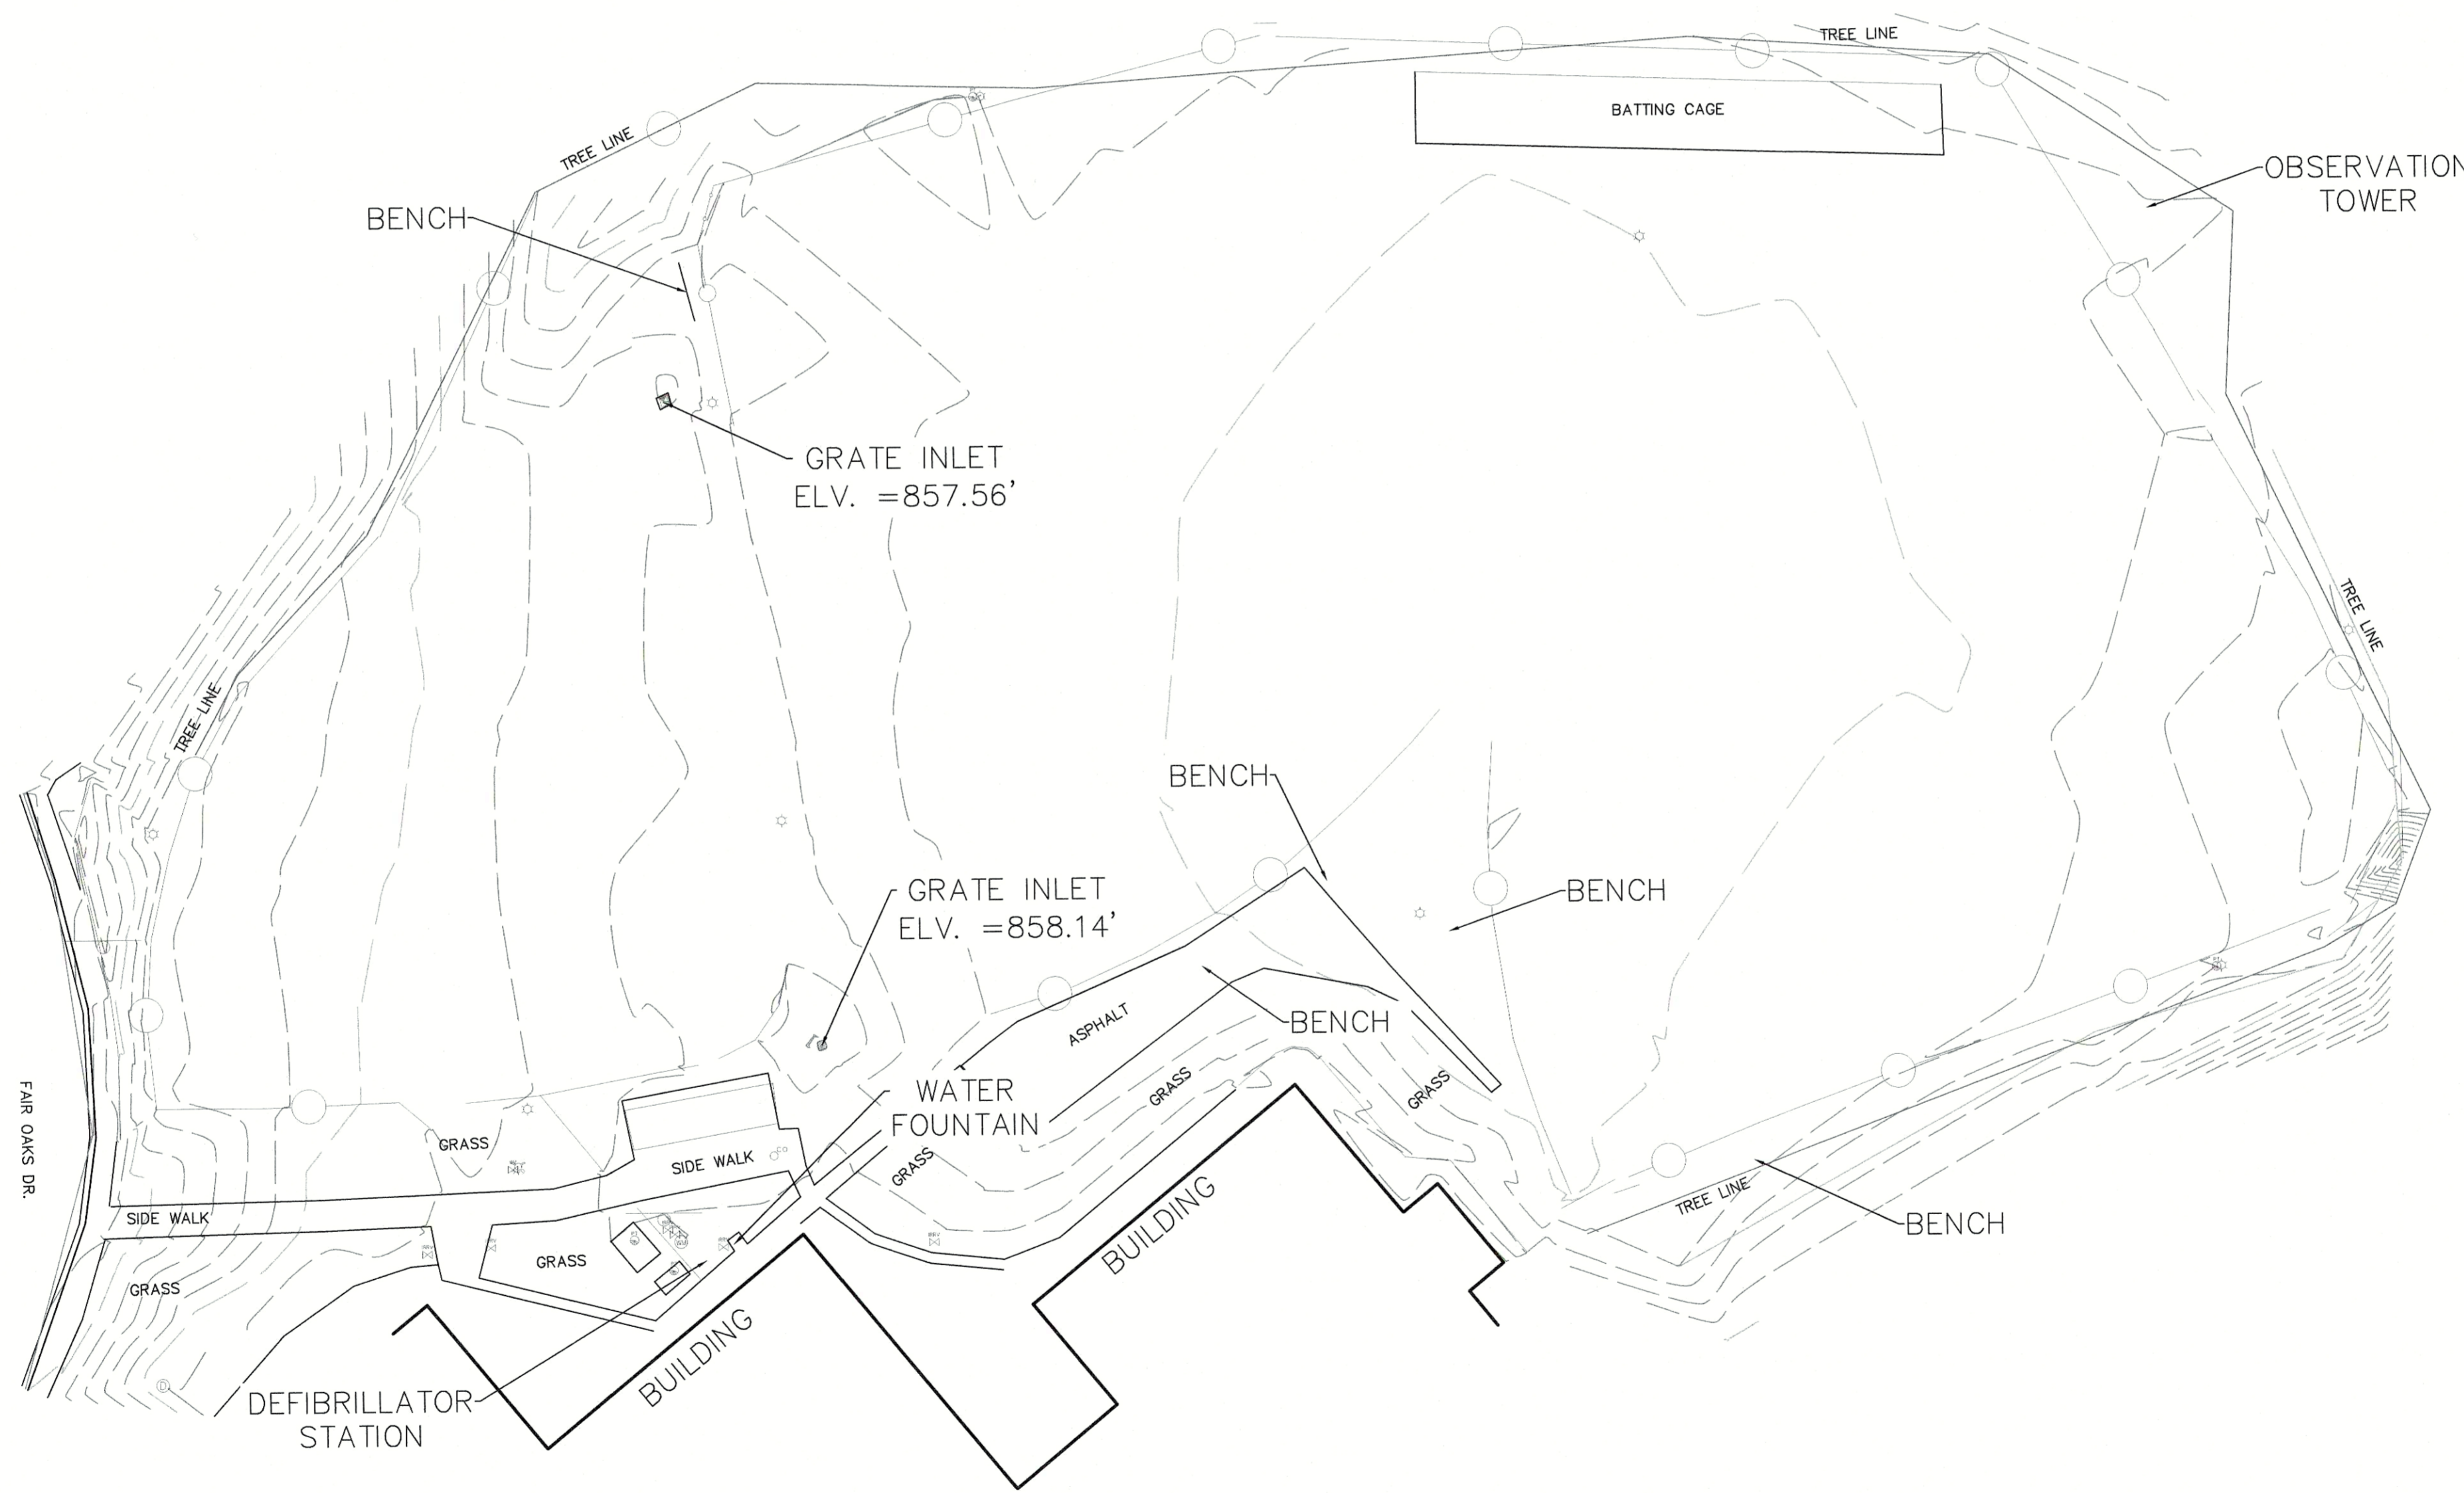 TREE LINE
BATTING CAGE
TREE LINE
OBSERVATION
TOWER
BENCH
GRATE INLET
ELV. =857.56'
TREE LINE
TREE LINE
BENCH
GRATE INLET
ELV. =858.14'
BENCH
BENCH
ASPHALT
WATER
FOUNTAIN
GRASS
GRASS
GRASS
GRASS
FAIR OAKS DR.
SIDE WALK
SIDE WALK
TREE LINE
BENCH
GRASS
GRASS
BUILDING
BUILDING
DEFIBRILLATOR
STATION